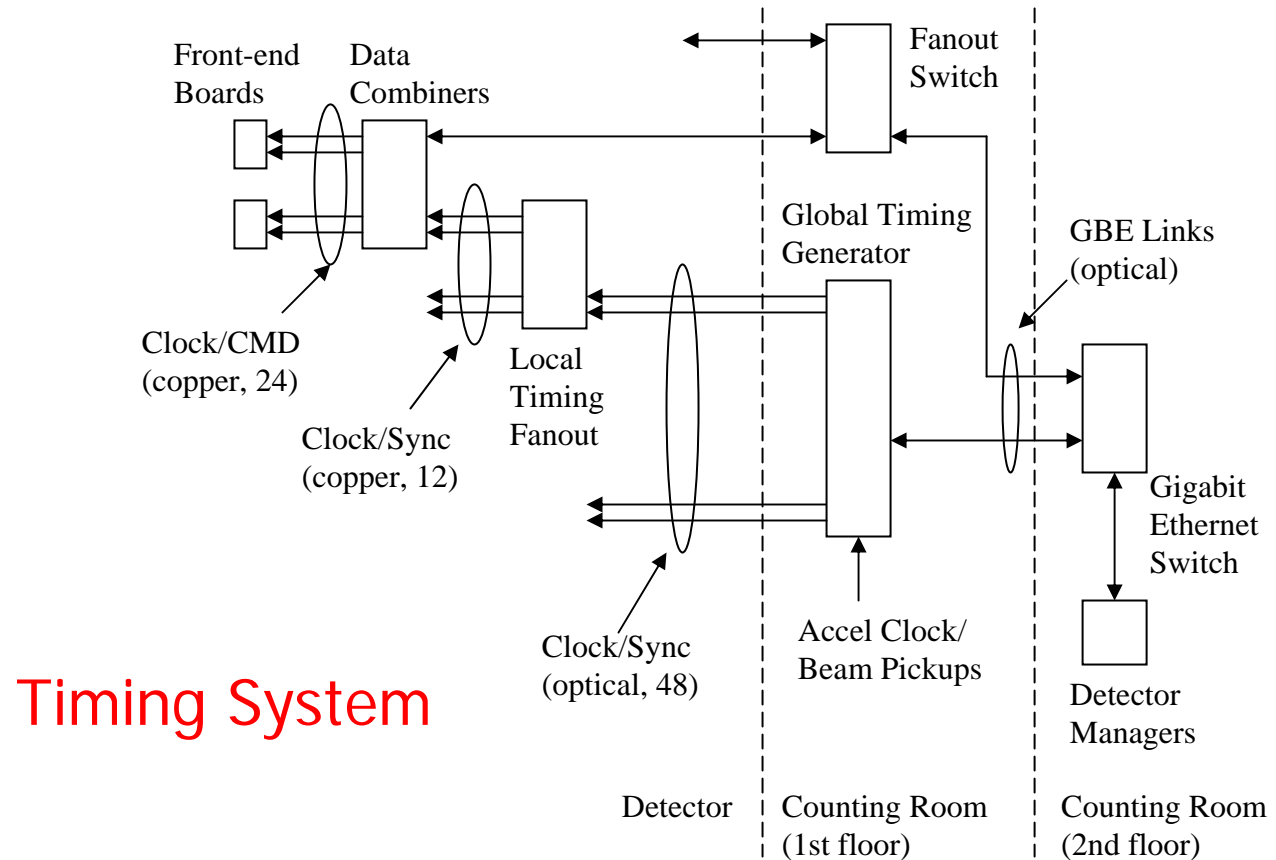 Front-end
Boards
Data
Combiners
Fanout
Switch
Global Timing
Generator
GBE Links
(optical)
Clock/CMD
(copper, 24)
Clock/Sync
(copper, 12)
Local
Timing
Fanout
Gigabit
Ethernet
Switch
Clock/Sync
(optical, 48)
Accel Clock/
Beam Pickups
Detector
Managers
Timing System
Detector
Counting Room
(1st floor)
Counting Room
(2nd floor)